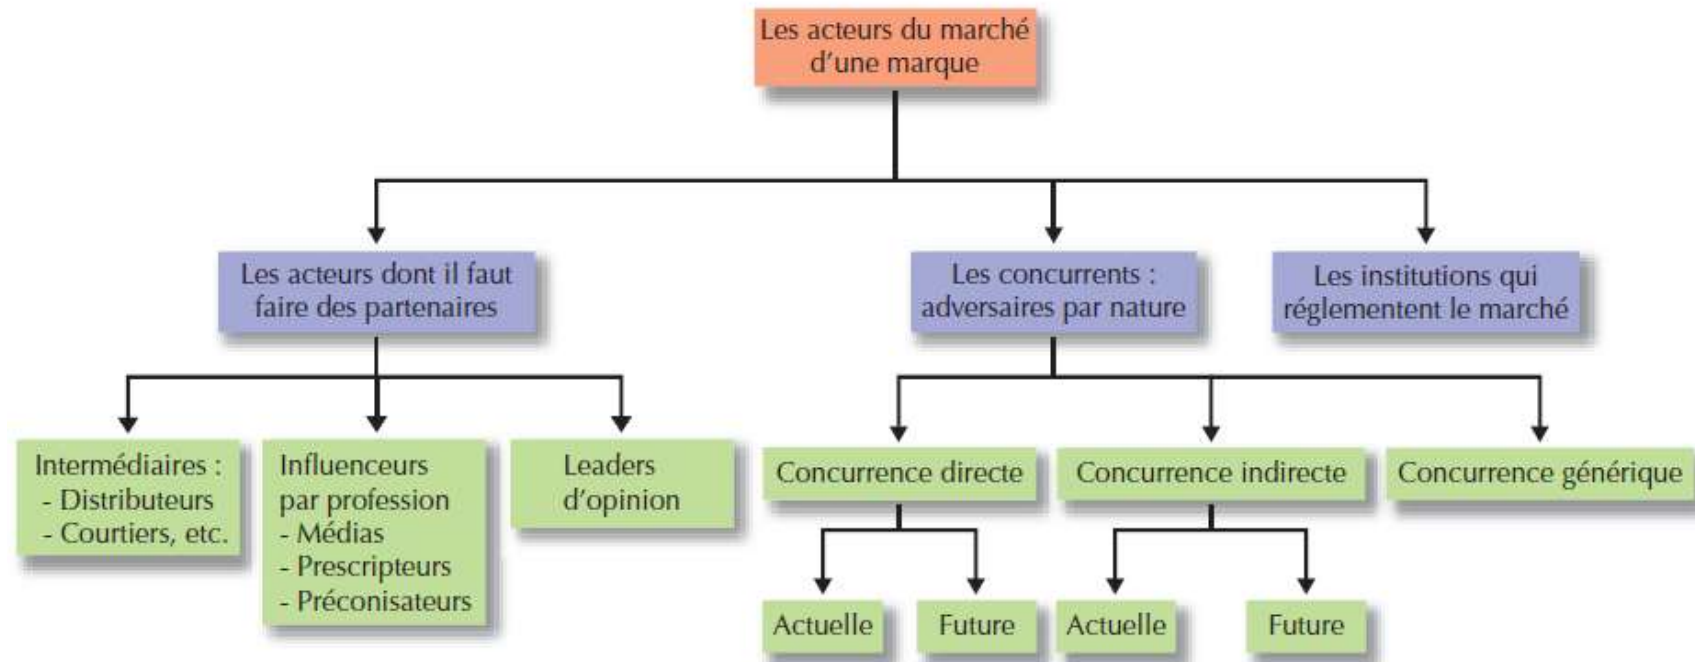 Les acteurs du marché
d'une marque
Les acteurs dont il faut
faire des partenaires
Les concurrents :
adversaires par nature
Les institutions qui
réglementent le marché
Intermédiaires :
- Distributeurs
- Courtiers, etc.
Influenceurs
par profession
- Médias
- Prescripteurs
- Préconisateurs
Leaders
d'opinion
Concurrence directe
Concurrence indirecte
Concurrence générique
Actuelle
Future
Actuelle
Future